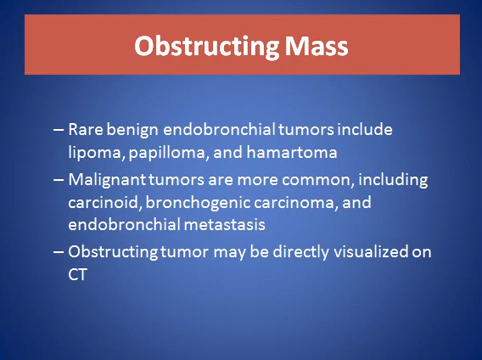 Obstructing Mass
– Rare benign endobronchial tumors include
lipoma, papilloma, and hamartoma
– Malignant tumors are more common, including
carcinoid, bronchogenic carcinoma, and
endobronchial metastasis
– Obstructing tumor may be directly visualized on
CT